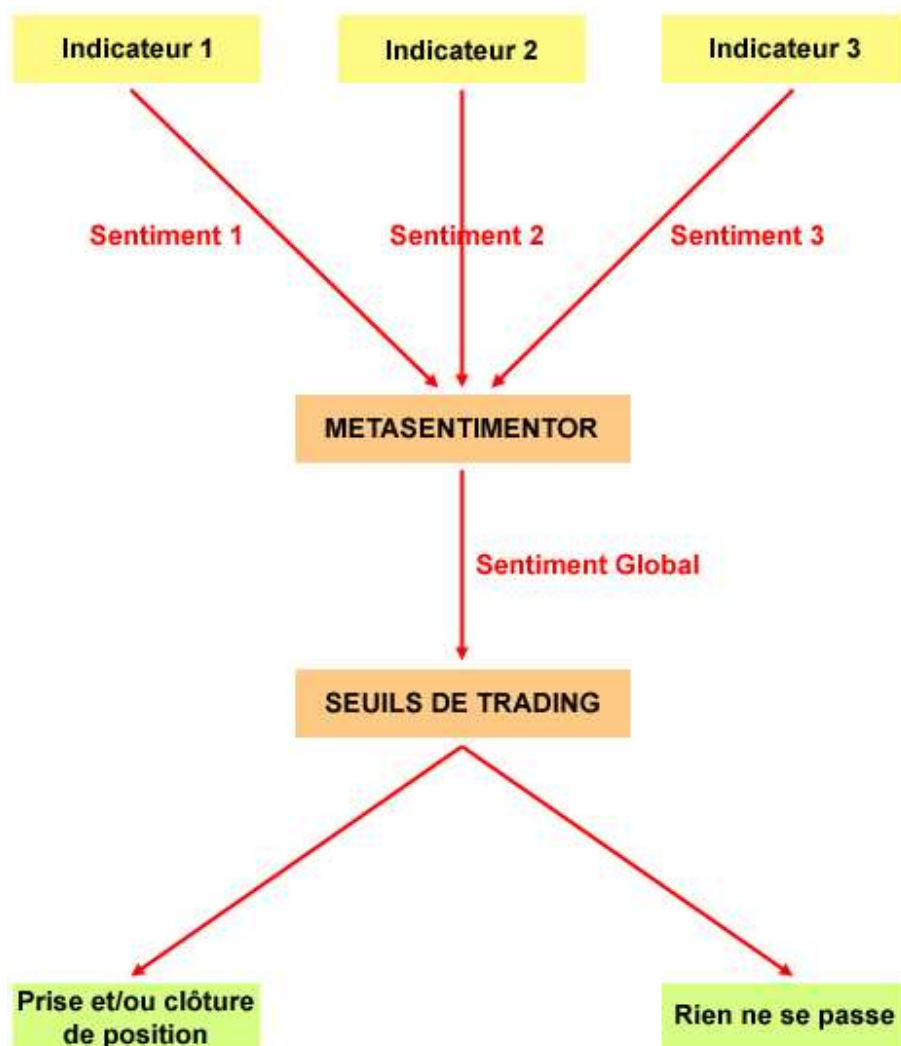 Indicateur 1
Indicateur 2
Indicateur 3
Sentiment 1
Sentiment 2
Sentiment 3
METASENTIMENTOR
Sentiment Global
SEUILS DE TRADING
Prise et/ou clôture
de position
Rien ne se passe